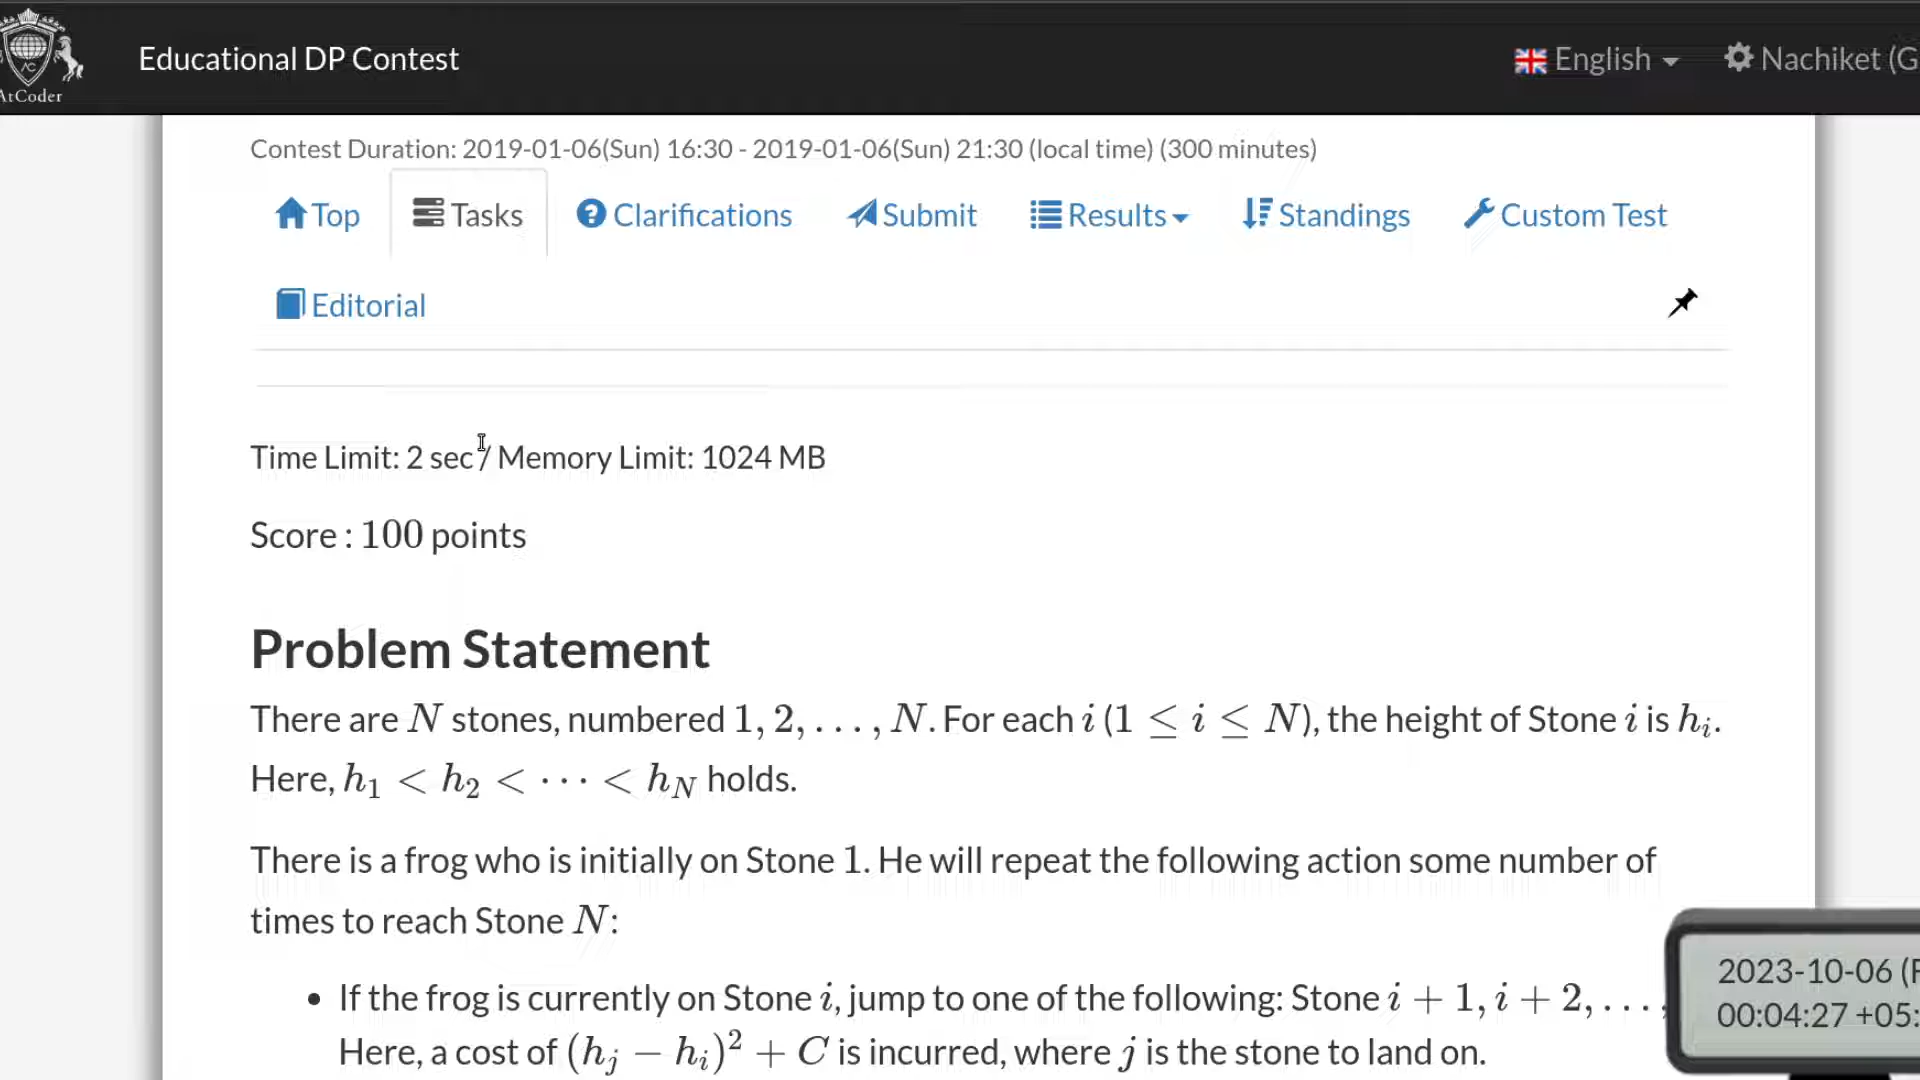 Educational DP Contest
English
Nachiket (G
AtCoder
Contest Duration: 2019-01-06(Sun) 16:30 - 2019-01-06(Sun) 21:30 (local time) (300 minutes)
Top Tasks Clarifications Submit Results Standings Custom Test
Editorial
Time Limit: 2 sec / Memory Limit: 1024 MB
Score : 100 points
Problem Statement
There are N stones, numbered 1, 2, . . . , N. For each i (1 ≤ i ≤ N), the height of Stone i is hᵢ.
Here, h₁ < h₂ < ⋯ < h_N holds.
There is a frog who is initially on Stone 1. He will repeat the following action some number of
times to reach Stone N:
• If the frog is currently on Stone i, jump to one of the following: Stone i + 1, i + 2, . . . ,
Here, a cost of (hⱼ − hᵢ)² + C is incurred, where j is the stone to land on.
2023-10-06 (F
00:04:27 +05: